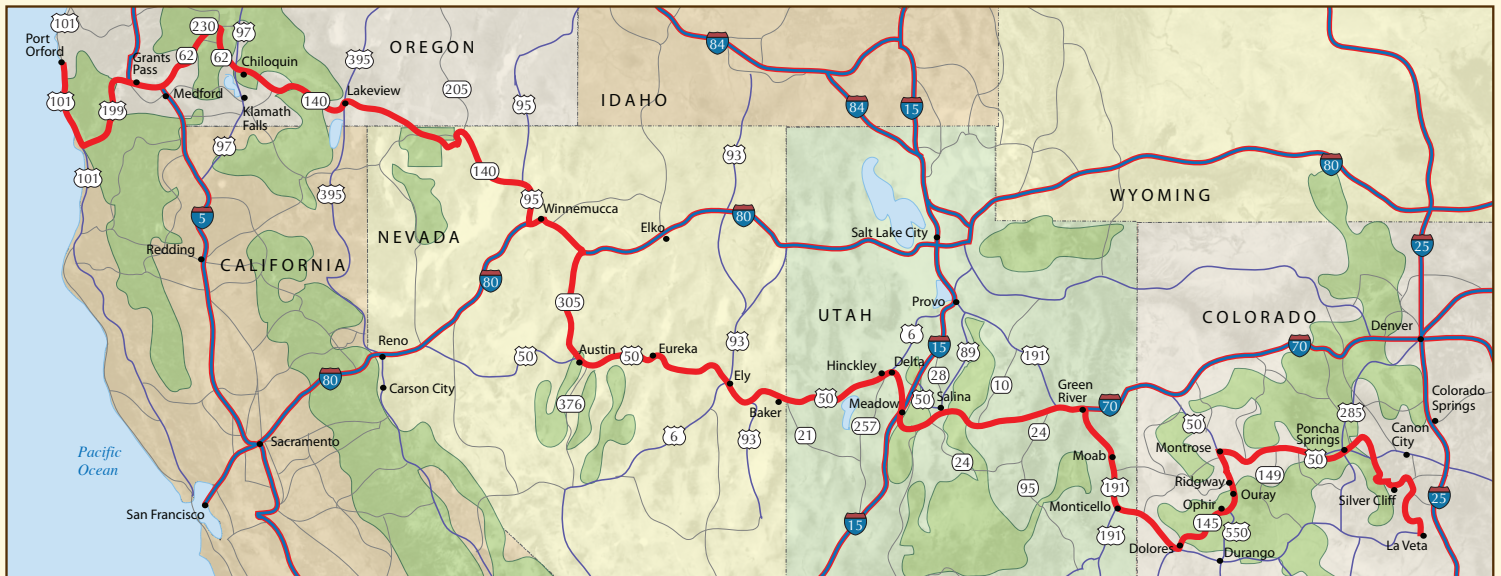 101
230
97
Port
Orford
OREGON
84
Grants
Pass
62
62
Chiloquin
395
Medford
205
Lakeview
IDAHO
101
199
140
95
84
15
Klamath
Falls
97
93
80
101
140
395
95
WYOMING
5
Winnemucca
80
NEVADA
Elko
Salt Lake City
25
Redding
CALIFORNIA
80
305
Provo
UTAH
COLORADO
Reno
6
15
Denver
93
70
50
Austin
50
Eureka
89
191
Hinckley
Delta
80
Ely
28
10
Green
River
Carson City
376
Baker
50
Meadow
50
Salina
70
Colorado
Springs
285
257
50
Poncha
Springs
Canon
City
Sacramento
6
93
21
24
Montrose
50
Pacific
Ocean
Moab
24
149
Ridgway
95
191
Ouray
Silver Cliff
25
San Francisco
Monticello
Ophir
15
145
550
191
Dolores
La Veta
Durango